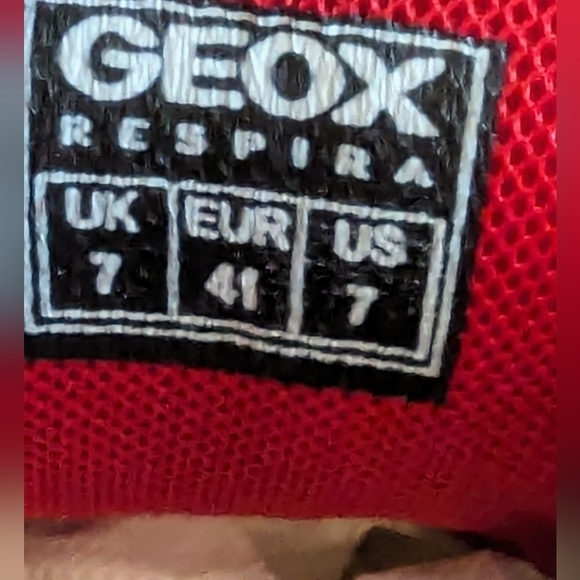 GEOX
RESPIRA
UK EUR US
7 41 7